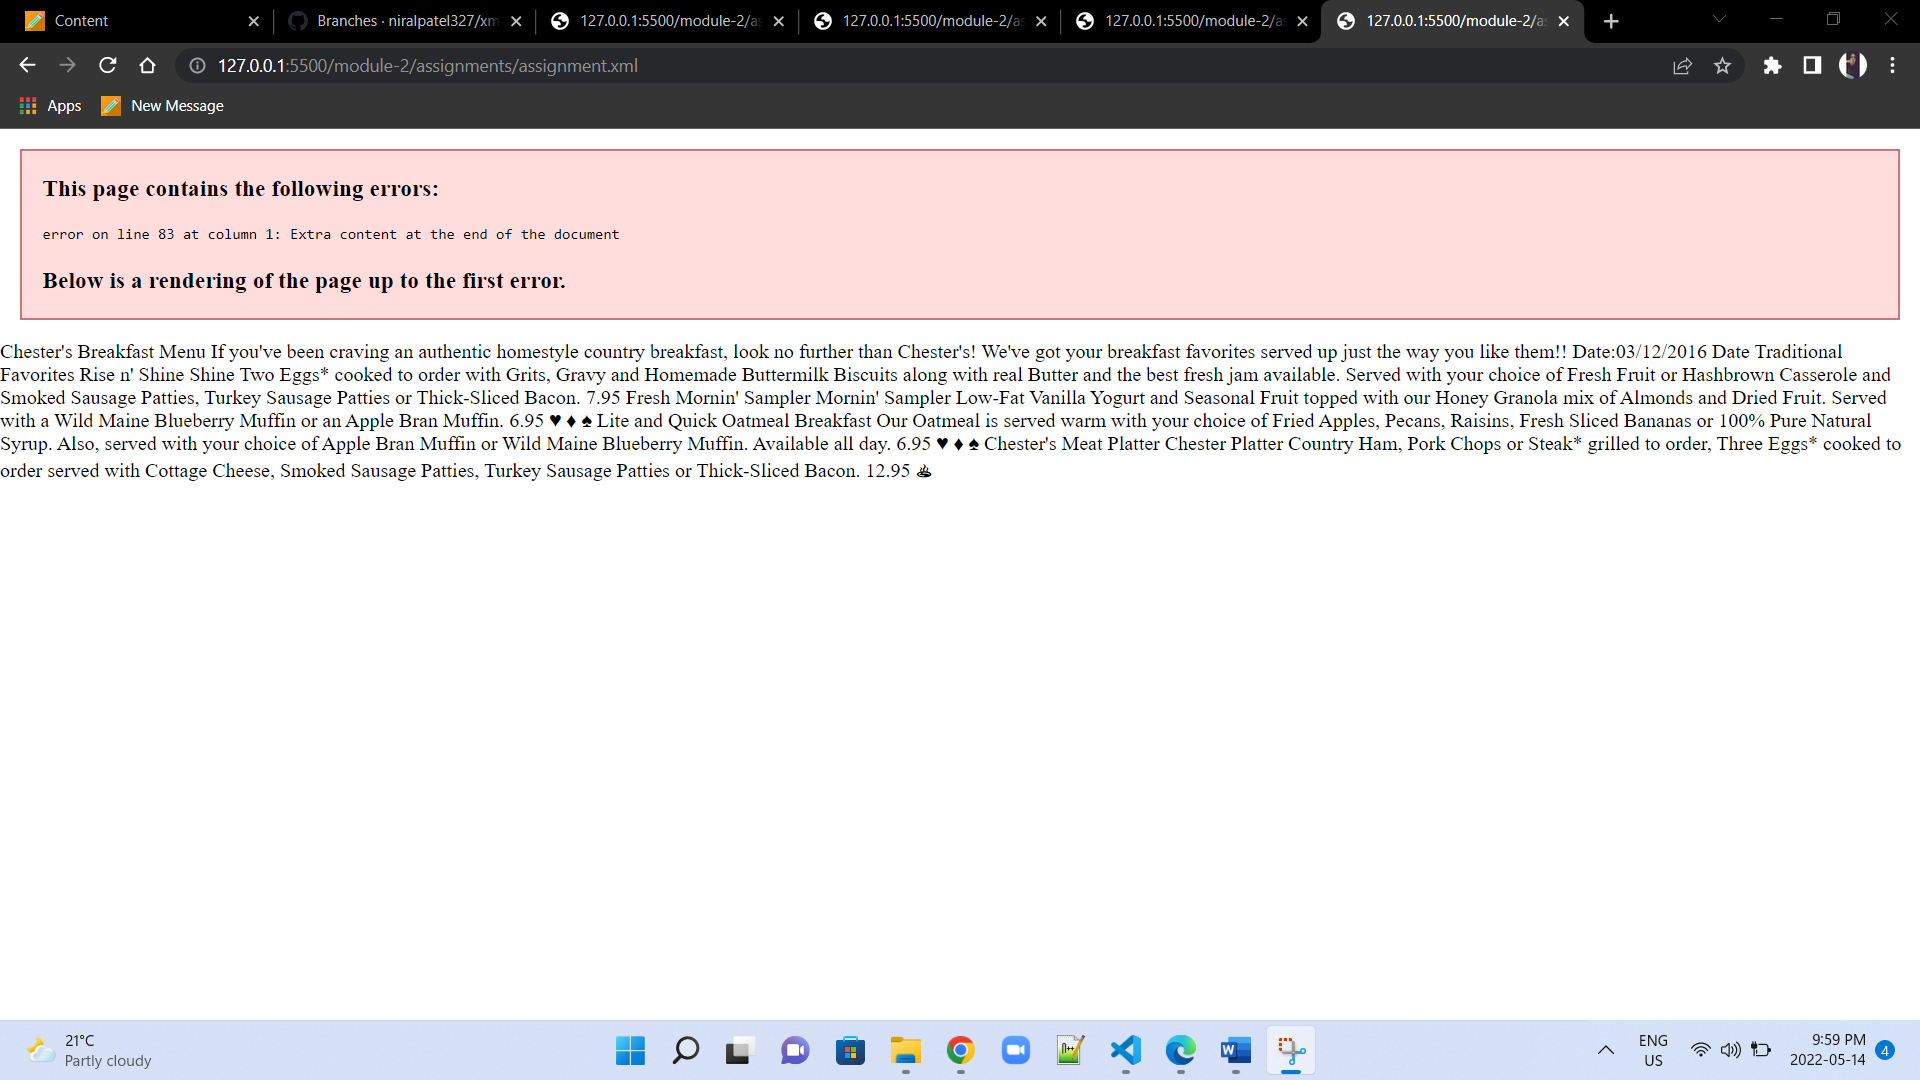 Content
Branches · niralpatel327/xm
127.0.0.1:5500/module-2/as
127.0.0.1:5500/module-2/as
127.0.0.1:5500/module-2/as
127.0.0.1:5500/module-2/as
127.0.0.1:5500/module-2/assignments/assignment.xml
Apps
New Message
This page contains the following errors:
error on line 83 at column 1: Extra content at the end of the document
Below is a rendering of the page up to the first error.
Chester's Breakfast Menu If you've been craving an authentic homestyle country breakfast, look no further than Chester's! We've got your breakfast favorites served up just the way you like them!! Date:03/12/2016 Date Traditional
Favorites Rise n' Shine Shine Two Eggs* cooked to order with Grits, Gravy and Homemade Buttermilk Biscuits along with real Butter and the best fresh jam available. Served with your choice of Fresh Fruit or Hashbrown Casserole and
Smoked Sausage Patties, Turkey Sausage Patties or Thick-Sliced Bacon. 7.95 Fresh Mornin' Sampler Mornin' Sampler Low-Fat Vanilla Yogurt and Seasonal Fruit topped with our Honey Granola mix of Almonds and Dried Fruit. Served
with a Wild Maine Blueberry Muffin or an Apple Bran Muffin. 6.95 ♥ ♦ ♠ Lite and Quick Oatmeal Breakfast Our Oatmeal is served warm with your choice of Fried Apples, Pecans, Raisins, Fresh Sliced Bananas or 100% Pure Natural
Syrup. Also, served with your choice of Apple Bran Muffin or Wild Maine Blueberry Muffin. Available all day. 6.95 ♥ ♦ ♠ Chester's Meat Platter Chester Platter Country Ham, Pork Chops or Steak* grilled to order, Three Eggs* cooked to
order served with Cottage Cheese, Smoked Sausage Patties, Turkey Sausage Patties or Thick-Sliced Bacon. 12.95 ♨
21°C
Partly cloudy
ENG
US
9:59 PM
2022-05-14
4